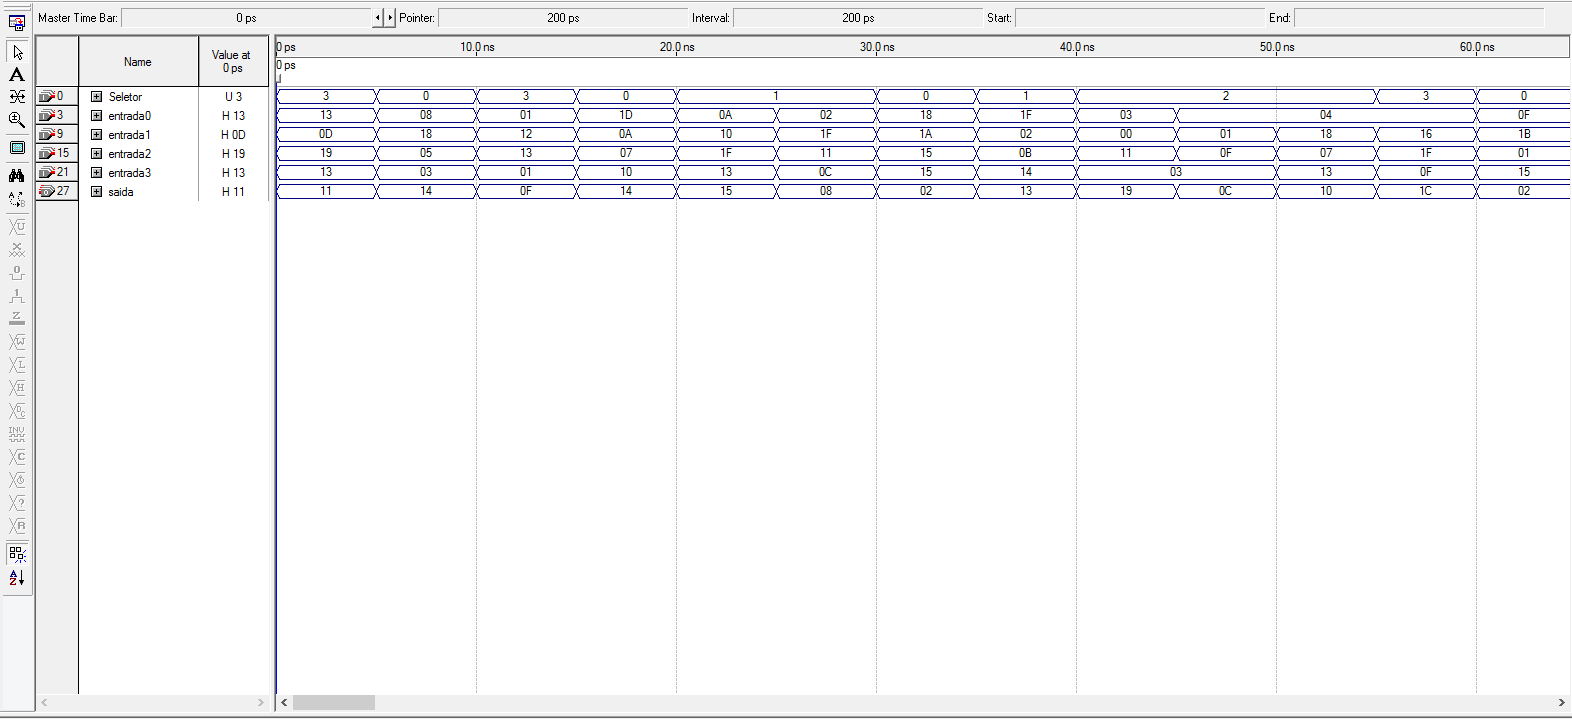 Master Time Bar: 0 ps Pointer: 200 ps Interval: 200 ps Start: End:
Name Value at 0 ps
0 ps 10.0 ns 20.0 ns 30.0 ns 40.0 ns 50.0 ns 60.0 ns
0 ps
0 Seletor U 3 3 0 3 0 1 0 1 2 3 0
3 entrada0 H 13 13 08 01 1D 0A 02 18 1F 03 04 0F
9 entrada1 H 0D 0D 18 12 0A 10 1F 1A 02 00 01 18 16 1B
15 entrada2 H 19 19 05 13 07 1F 11 15 0B 11 0F 07 1F 01
21 entrada3 H 13 13 03 01 10 13 0C 15 14 03 13 0F 15
27 saida H 11 11 14 0F 14 15 08 02 13 19 0C 10 1C 02